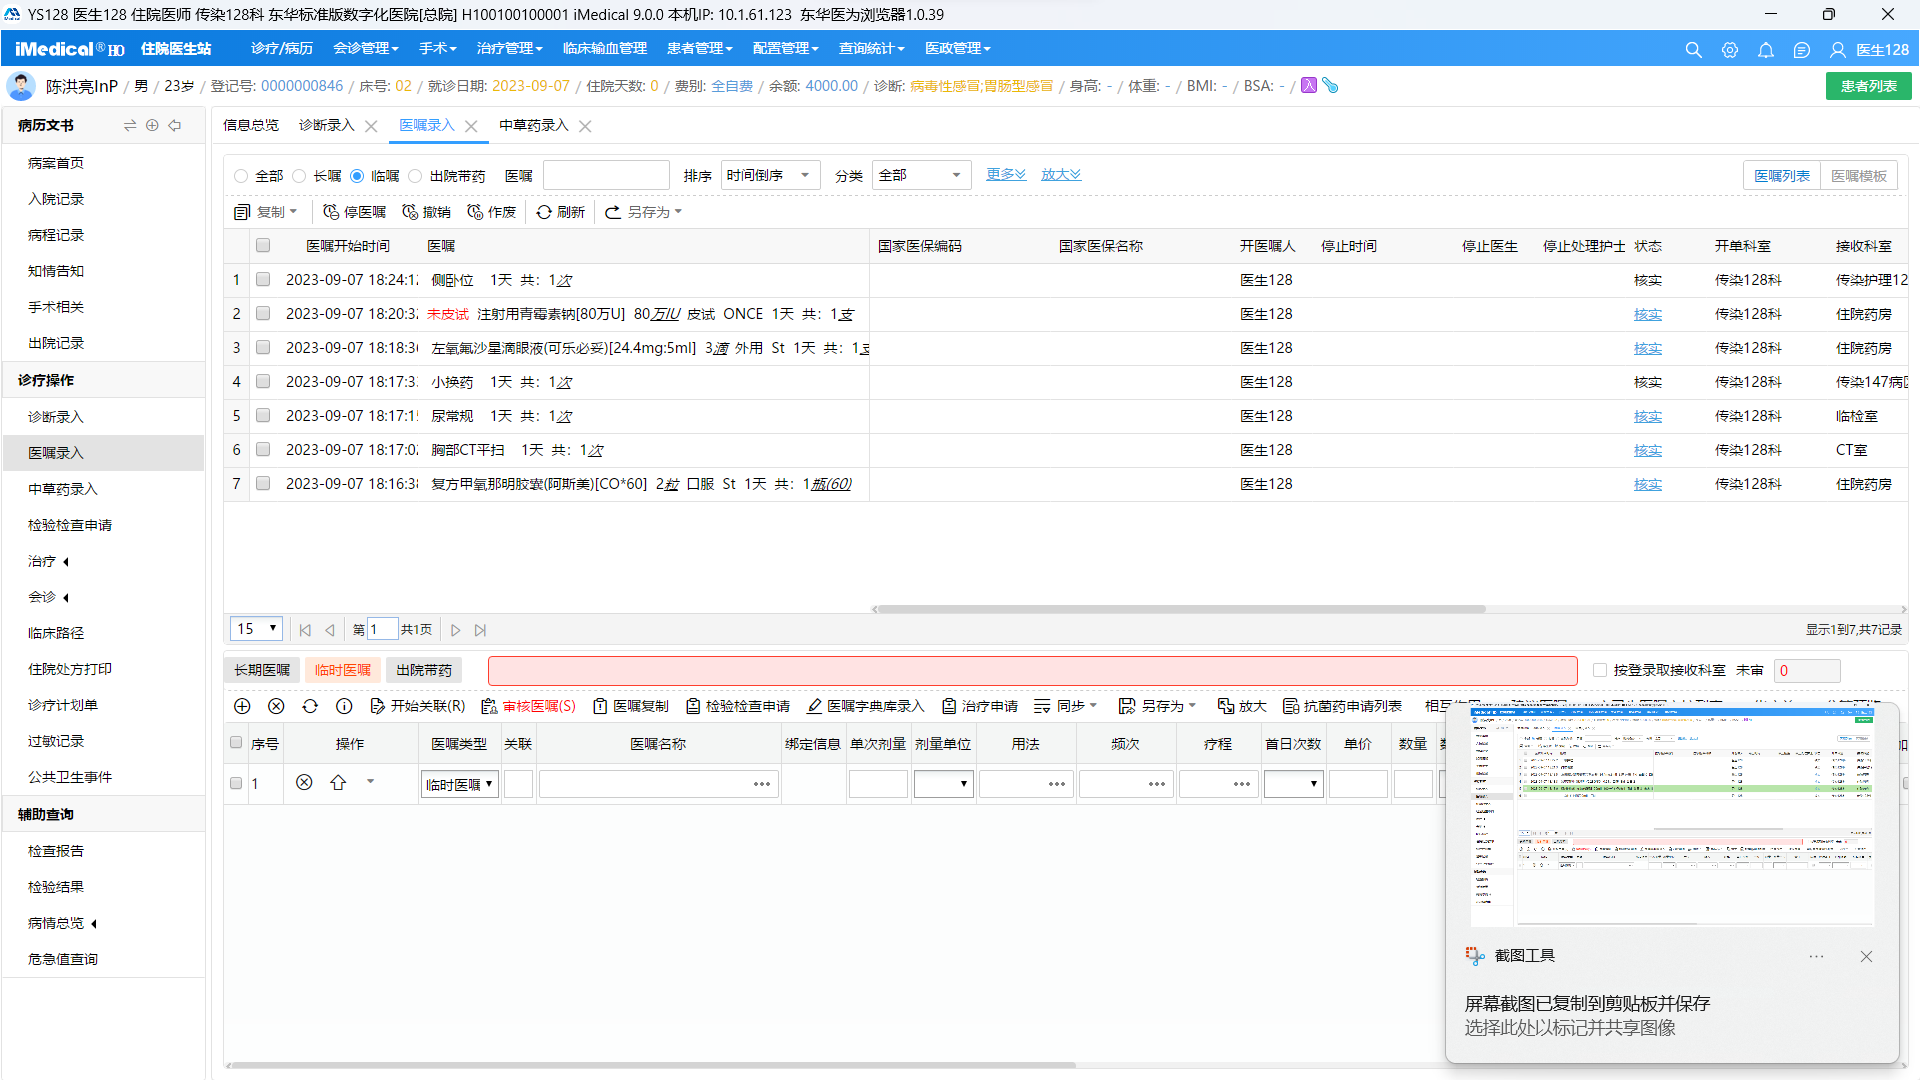 YS128 医生128 住院医师 传染128科 东华标准版数字化医院[总院] H100100100001 iMedical 9.0.0 本机IP: 10.1.61.123 东华医为浏览器1.0.39
iMedical® HO 住院医生站 诊疗/病历 会诊管理 手术 治疗管理 临床输血管理 患者管理 配置管理 查询统计 医政管理 医生128
陈洪亮InP / 男 / 23岁 / 登记号: 0000000846 / 床号: 02 / 就诊日期: 2023-09-07 / 住院天数: 0 / 费别: 全自费 / 余额: 4000.00 / 诊断: 病毒性感冒;胃肠型感冒 / 身高: - / 体重: - / BMI: - / BSA: - / 患者列表
病历文书
病案首页
入院记录
病程记录
知情告知
手术相关
出院记录
诊疗操作
诊断录入
医嘱录入
中草药录入
检验检查申请
治疗
会诊
临床路径
住院处方打印
诊疗计划单
过敏记录
公共卫生事件
辅助查询
检查报告
检验结果
病情总览
危急值查询
信息总览 诊断录入 医嘱录入 中草药录入
全部 长嘱 临嘱 出院带药 医嘱 排序 时间倒序 分类 全部 更多 放大 医嘱列表 医嘱模板
复制 停医嘱 撤销 作废 刷新 另存为
医嘱开始时间 医嘱 国家医保编码 国家医保名称 开医嘱人 停止时间 停止医生 停止处理护士 状态 开单科室 接收科室
1 2023-09-07 18:24:1 侧卧位 1天 共: 1次 医生128 核实 传染128科 传染护理12
2 2023-09-07 18:20:3 未皮试 注射用青霉素钠[80万U] 80万IU 皮试 ONCE 1天 共: 1支 医生128 核实 传染128科 住院药房
3 2023-09-07 18:18:3 左氧氟沙星滴眼液(可乐必妥)[24.4mg:5ml] 3滴 外用 St 1天 共: 1支 医生128 核实 传染128科 住院药房
4 2023-09-07 18:17:3 小换药 1天 共: 1次 医生128 核实 传染128科 传染147病区
5 2023-09-07 18:17:1 尿常规 1天 共: 1次 医生128 核实 传染128科 临检室
6 2023-09-07 18:17:0 胸部CT平扫 1天 共: 1次 医生128 核实 传染128科 CT室
7 2023-09-07 18:16:3 复方甲氧那明胶囊(阿斯美)[CO*60] 2粒 口服 St 1天 共: 1瓶(60) 医生128 核实 传染128科 住院药房
15 第 1 共1页 显示1到7,共7记录
长期医嘱 临时医嘱 出院带药 按登录取接收科室 未审 0
开始关联(R) 审核医嘱(S) 医嘱复制 检验检查申请 医嘱字典库录入 治疗申请 同步 另存为 放大 抗菌药申请列表
序号 操作 医嘱类型 关联 医嘱名称 绑定信息 单次剂量 剂量单位 用法 频次 疗程 首日次数 单价 数量
1 临时医嘱
截图工具
屏幕截图已复制到剪贴板并保存
选择此处以标记并共享图像